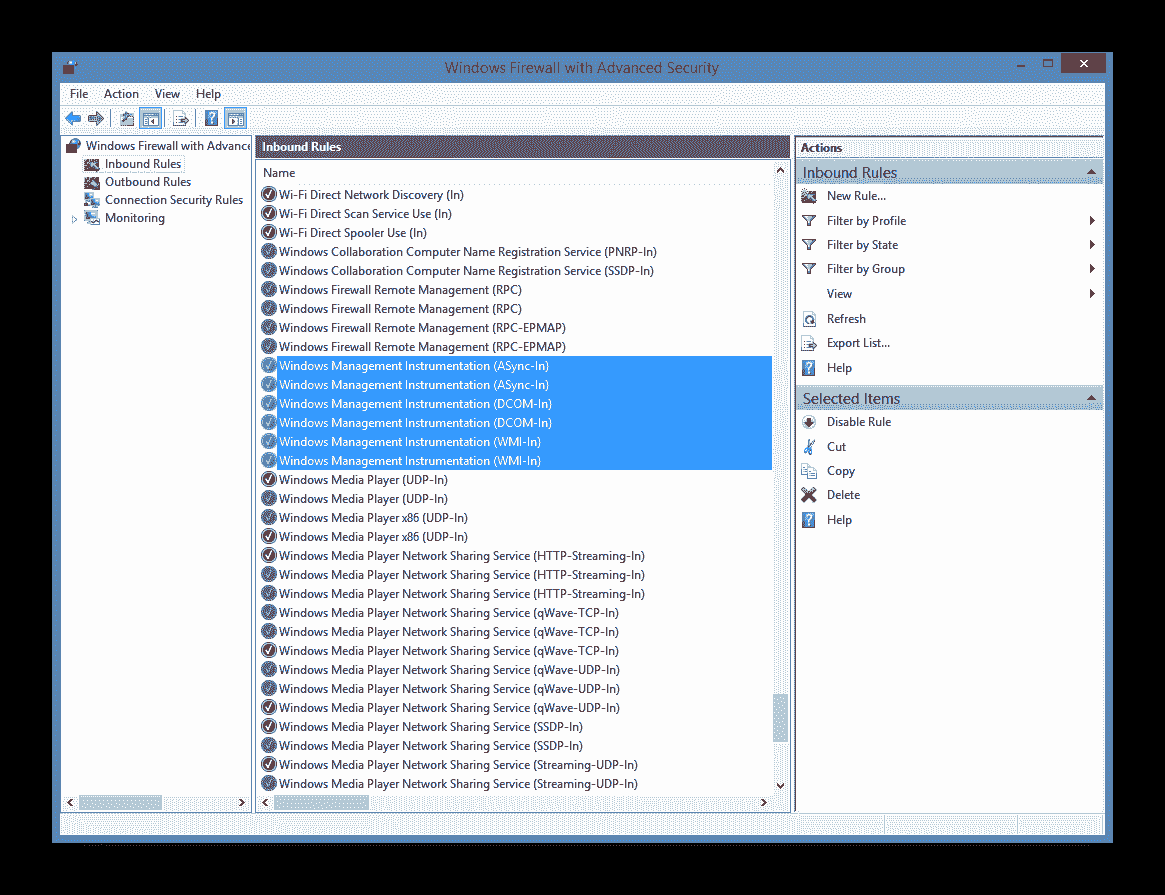 Windows Firewall with Advanced Security
File Action View Help
Windows Firewall with Advance
Inbound Rules
Outbound Rules
Connection Security Rules
Monitoring
Inbound Rules
Name
Wi-Fi Direct Network Discovery (In)
Wi-Fi Direct Scan Service Use (In)
Wi-Fi Direct Spooler Use (In)
Windows Collaboration Computer Name Registration Service (PNRP-In)
Windows Collaboration Computer Name Registration Service (SSDP-In)
Windows Firewall Remote Management (RPC)
Windows Firewall Remote Management (RPC)
Windows Firewall Remote Management (RPC-EPMAP)
Windows Firewall Remote Management (RPC-EPMAP)
Windows Management Instrumentation (ASync-In)
Windows Management Instrumentation (ASync-In)
Windows Management Instrumentation (DCOM-In)
Windows Management Instrumentation (DCOM-In)
Windows Management Instrumentation (WMI-In)
Windows Management Instrumentation (WMI-In)
Windows Media Player (UDP-In)
Windows Media Player (UDP-In)
Windows Media Player x86 (UDP-In)
Windows Media Player x86 (UDP-In)
Windows Media Player Network Sharing Service (HTTP-Streaming-In)
Windows Media Player Network Sharing Service (HTTP-Streaming-In)
Windows Media Player Network Sharing Service (HTTP-Streaming-In)
Windows Media Player Network Sharing Service (qWave-TCP-In)
Windows Media Player Network Sharing Service (qWave-TCP-In)
Windows Media Player Network Sharing Service (qWave-TCP-In)
Windows Media Player Network Sharing Service (qWave-UDP-In)
Windows Media Player Network Sharing Service (qWave-UDP-In)
Windows Media Player Network Sharing Service (qWave-UDP-In)
Windows Media Player Network Sharing Service (SSDP-In)
Windows Media Player Network Sharing Service (SSDP-In)
Windows Media Player Network Sharing Service (Streaming-UDP-In)
Windows Media Player Network Sharing Service (Streaming-UDP-In)
Actions
Inbound Rules
New Rule...
Filter by Profile
Filter by State
Filter by Group
View
Refresh
Export List...
Help
Selected Items
Disable Rule
Cut
Copy
Delete
Help